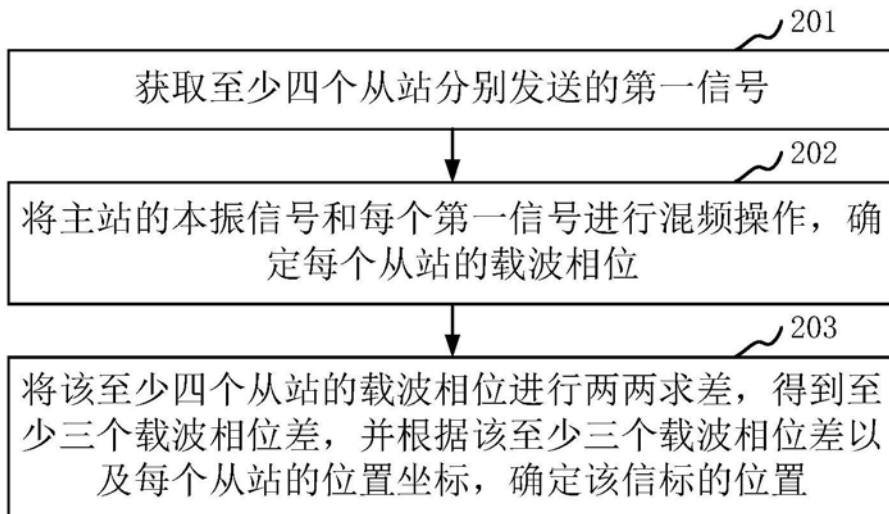 201
获取至少四个从站分别发送的第一信号
202
将主站的本振信号和每个第一信号进行混频操作，确
定每个从站的载波相位
203
将该至少四个从站的载波相位进行两两求差，得到至
少三个载波相位差，并根据该至少三个载波相位差以
及每个从站的位置坐标，确定该信标的位置